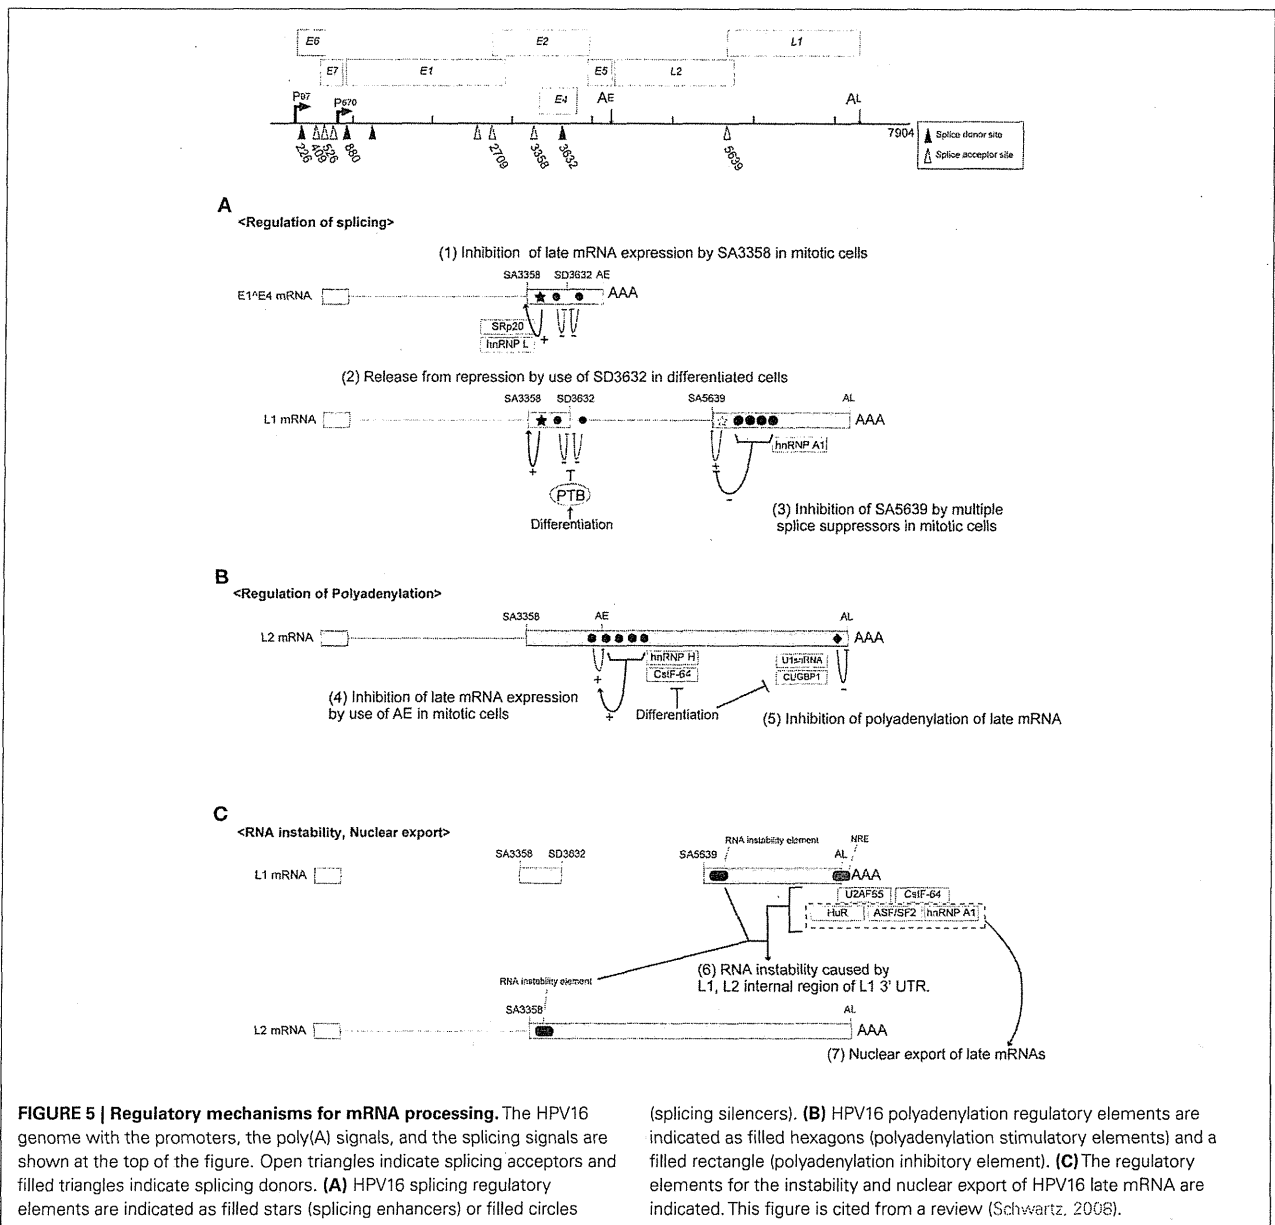 E6
E2
L1
E7
E1
E5
L2
E4
P97
P670
AE
AL
7904
226
409
526
880
2709
3358
3632
5639
Splice donor site
Splice acceptor site
A
<Regulation of splicing>
(1) Inhibition of late mRNA expression by SA3358 in mitotic cells
SA3358 SD3632 AE
E1^E4 mRNA
AAA
SRp20
hnRNP L
+
-
-
(2) Release from repression by use of SD3632 in differentiated cells
SA3358 SD3632 SA5639 AL
L1 mRNA
AAA
hnRNP A1
+
-
-
+
-
PTB
Differentiation
(3) Inhibition of SA5639 by multiple
splice suppressors in mitotic cells
B
<Regulation of Polyadenylation>
SA3358 AE AL
L2 mRNA
AAA
hnRNP H
CstF-64
U1snRNA
CUGBP1
+
+
-
(4) Inhibition of late mRNA expression
by use of AE in mitotic cells
Differentiation
(5) Inhibition of polyadenylation of late mRNA
C
<RNA instability, Nuclear export>
RNA instability element
NRE
SA3358 SD3632 SA5639 AL
L1 mRNA
AAA
U2AF65 CstF-64
HuR ASF/SF2 hnRNP A1
(6) RNA instability caused by
L1, L2 internal region of L1 3' UTR.
RNA instability element
SA3358 AL
L2 mRNA
AAA
(7) Nuclear export of late mRNAs
FIGURE 5 | Regulatory mechanisms for mRNA processing. The HPV16
genome with the promoters, the poly(A) signals, and the splicing signals are
shown at the top of the figure. Open triangles indicate splicing acceptors and
filled triangles indicate splicing donors. (A) HPV16 splicing regulatory
elements are indicated as filled stars (splicing enhancers) or filled circles
(splicing silencers). (B) HPV16 polyadenylation regulatory elements are
indicated as filled hexagons (polyadenylation stimulatory elements) and a
filled rectangle (polyadenylation inhibitory element). (C) The regulatory
elements for the instability and nuclear export of HPV16 late mRNA are
indicated. This figure is cited from a review (Schwartz, 2008).